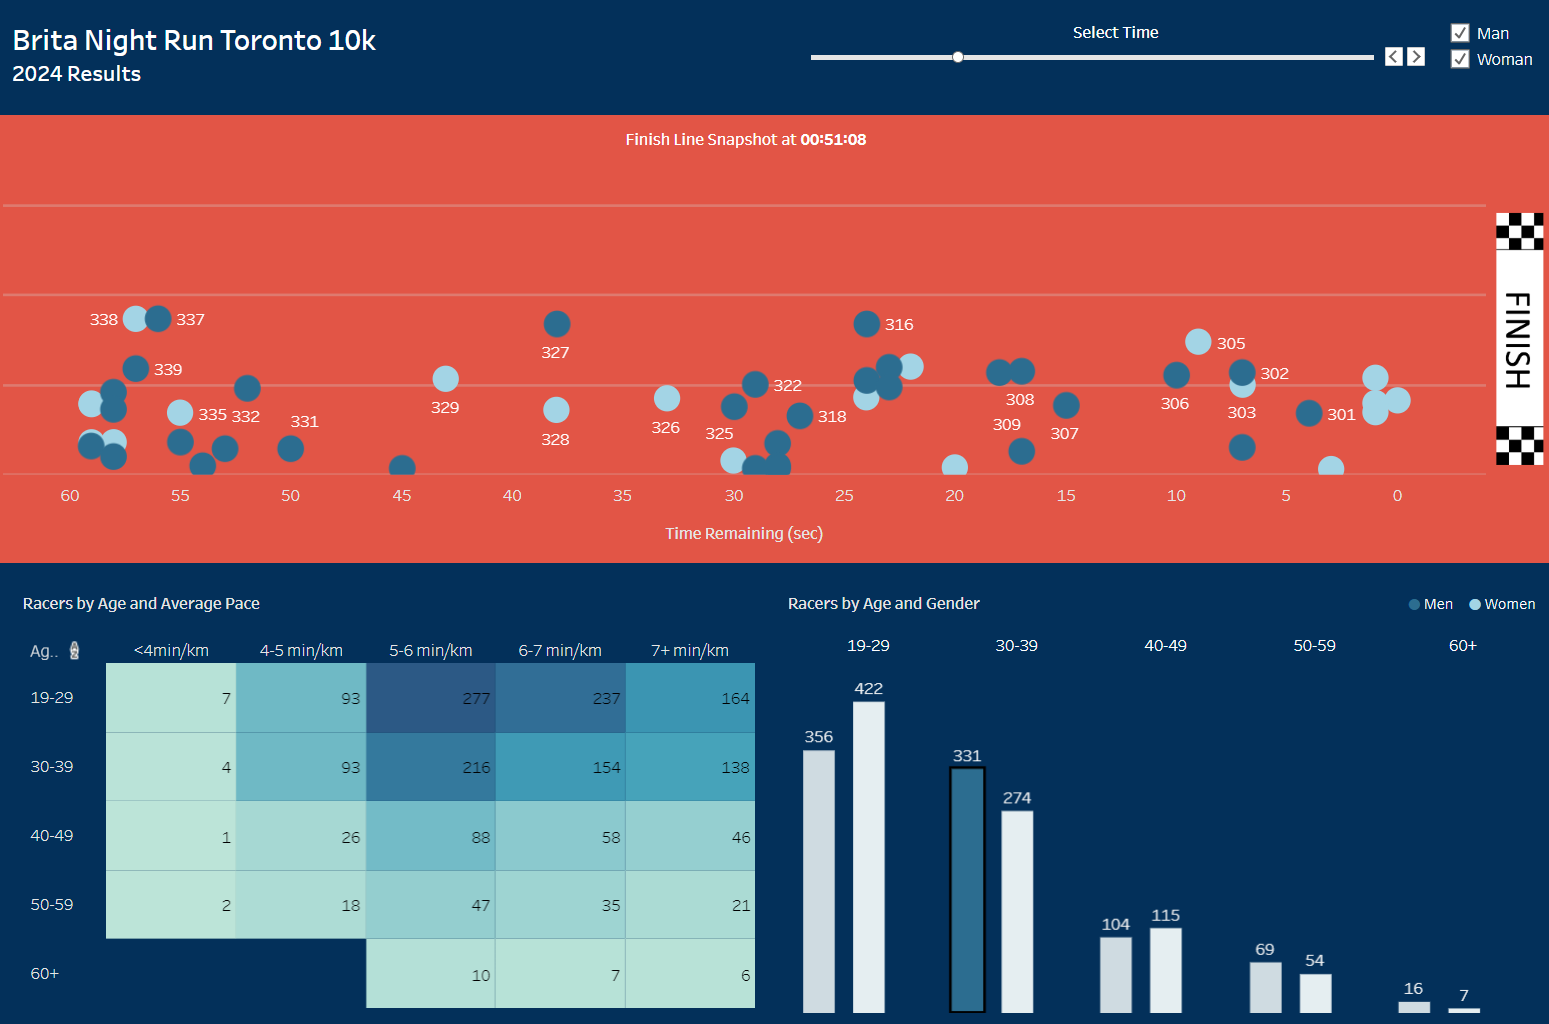 Brita Night Run Toronto 10k
2024 Results
Select Time
Man
Woman
Finish Line Snapshot at 00:51:08
338
337
316
305
327
339
302
322
329
335 332
331
328
326
325
318
308
309
307
306
303
301
FINISH
60 55 50 45 40 35 30 25 20 15 10 5 0
Time Remaining (sec)
Racers by Age and Average Pace
Ag..
<4min/km 4-5 min/km 5-6 min/km 6-7 min/km 7+ min/km
19-29 7 93 277 237 164
30-39 4 93 216 154 138
40-49 1 26 88 58 46
50-59 2 18 47 35 21
60+ 10 7 6
Racers by Age and Gender
Men Women
19-29 30-39 40-49 50-59 60+
356 422 331 274 104 115 69 54 16 7